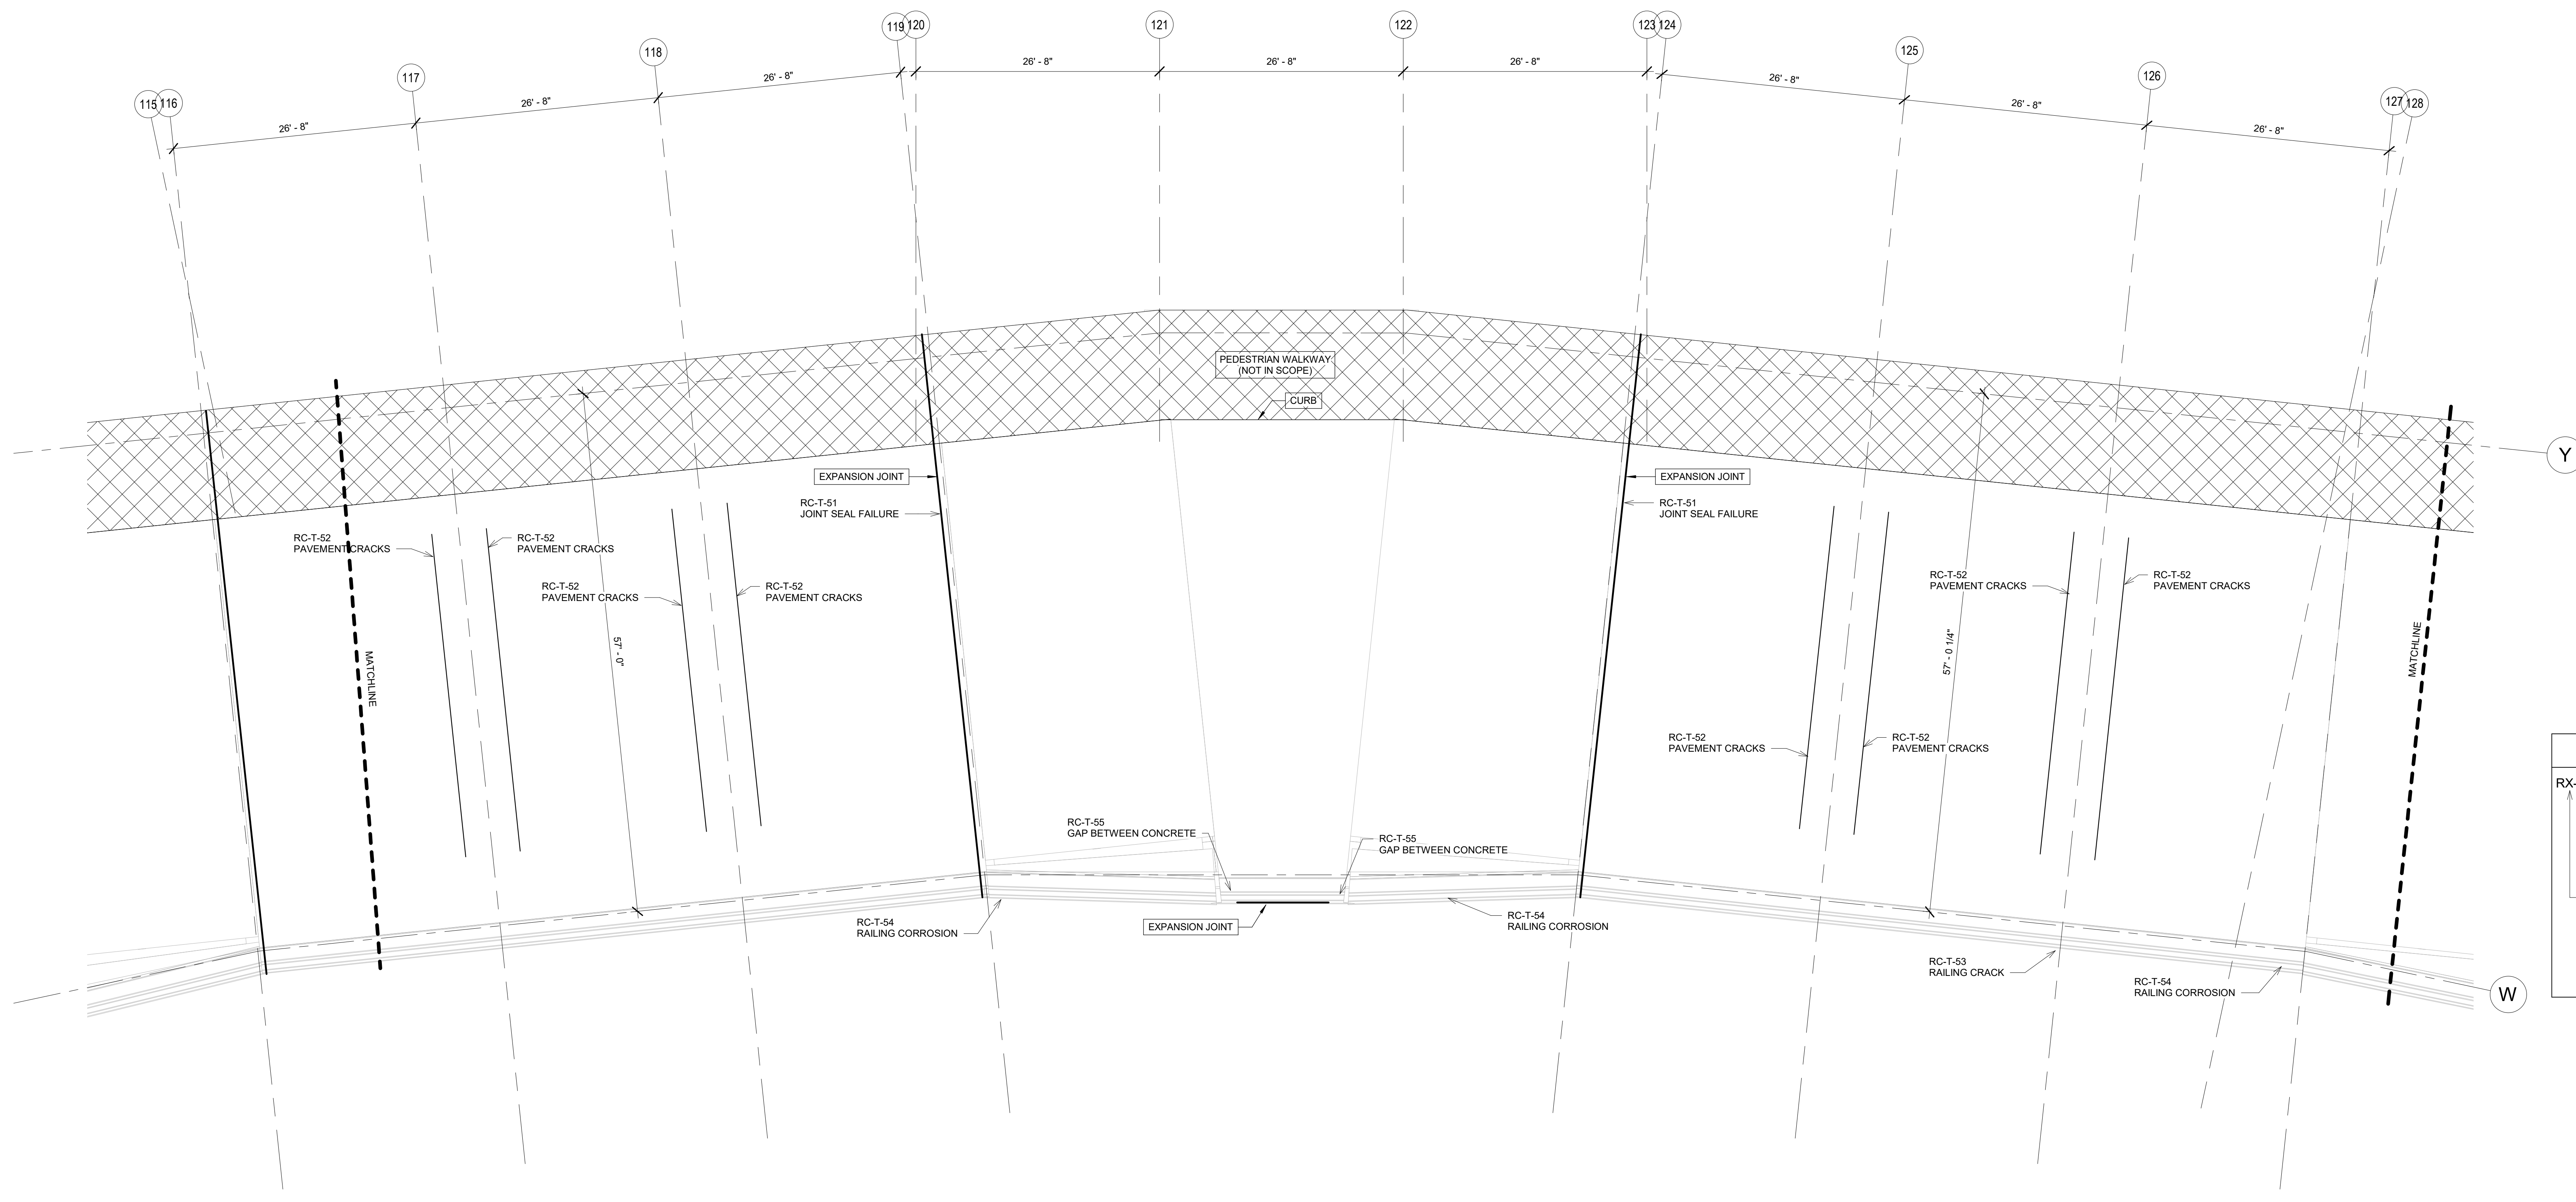 115
116
117
118
119
120
121
122
123
124
125
126
127
128
26' - 8"
26' - 8"
26' - 8"
26' - 8"
26' - 8"
26' - 8"
26' - 8"
26' - 8"
26' - 8"
PEDESTRIAN WALKWAY
(NOT IN SCOPE)
CURB
Y
EXPANSION JOINT
EXPANSION JOINT
RC-T-51
JOINT SEAL FAILURE
RC-T-51
JOINT SEAL FAILURE
RC-T-52
PAVEMENT CRACKS
RC-T-52
PAVEMENT CRACKS
RC-T-52
PAVEMENT CRACKS
RC-T-52
PAVEMENT CRACKS
RC-T-52
PAVEMENT CRACKS
RC-T-52
PAVEMENT CRACKS
MATCHLINE
57' - 0"
57' - 0 1/4"
MATCHLINE
RC-T-52
PAVEMENT CRACKS
RC-T-52
PAVEMENT CRACKS
RX-
RC-T-55
GAP BETWEEN CONCRETE
RC-T-55
GAP BETWEEN CONCRETE
RC-T-54
RAILING CORROSION
EXPANSION JOINT
RC-T-54
RAILING CORROSION
RC-T-53
RAILING CRACK
RC-T-54
RAILING CORROSION
W